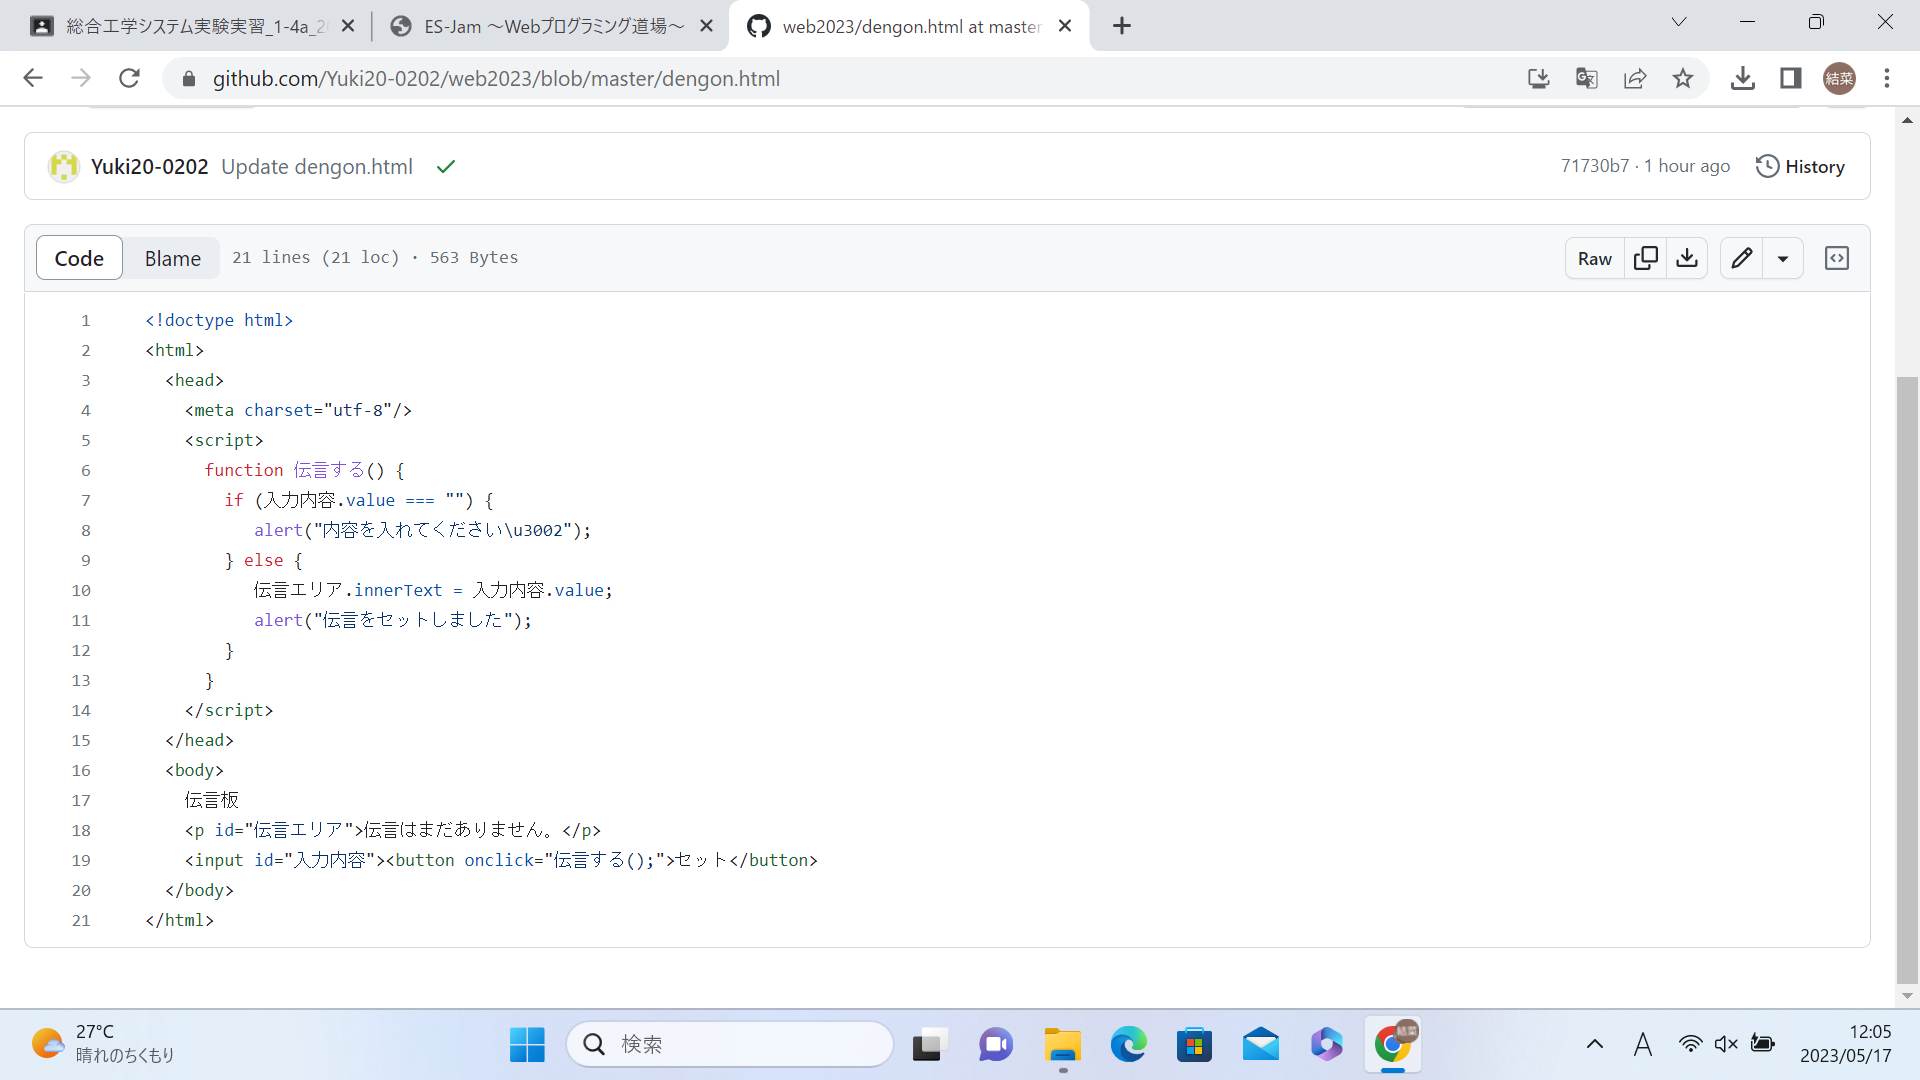 総合工学システム実験実習_1-4a_2
ES-Jam ～Webプログラミング道場～
web2023/dengon.html at master
github.com/Yuki20-0202/web2023/blob/master/dengon.html
結菜
Yuki20-0202 Update dengon.html
71730b7 · 1 hour ago History
Code Blame 21 lines (21 loc) · 563 Bytes
Raw
1 <!doctype html>
2 <html>
3 <head>
4 <meta charset="utf-8"/>
5 <script>
6 function 伝言する() {
7 if (入力内容.value === "") {
8 alert("内容を入れてください\u3002");
9 } else {
10 伝言エリア.innerText = 入力内容.value;
11 alert("伝言をセットしました");
12 }
13 }
14 </script>
15 </head>
16 <body>
17 伝言板
18 <p id="伝言エリア">伝言はまだありません。</p>
19 <input id="入力内容"><button onclick="伝言する();">セット</button>
20 </body>
21 </html>
27°C
晴れのちくもり
検索
結菜
A
12:05
2023/05/17